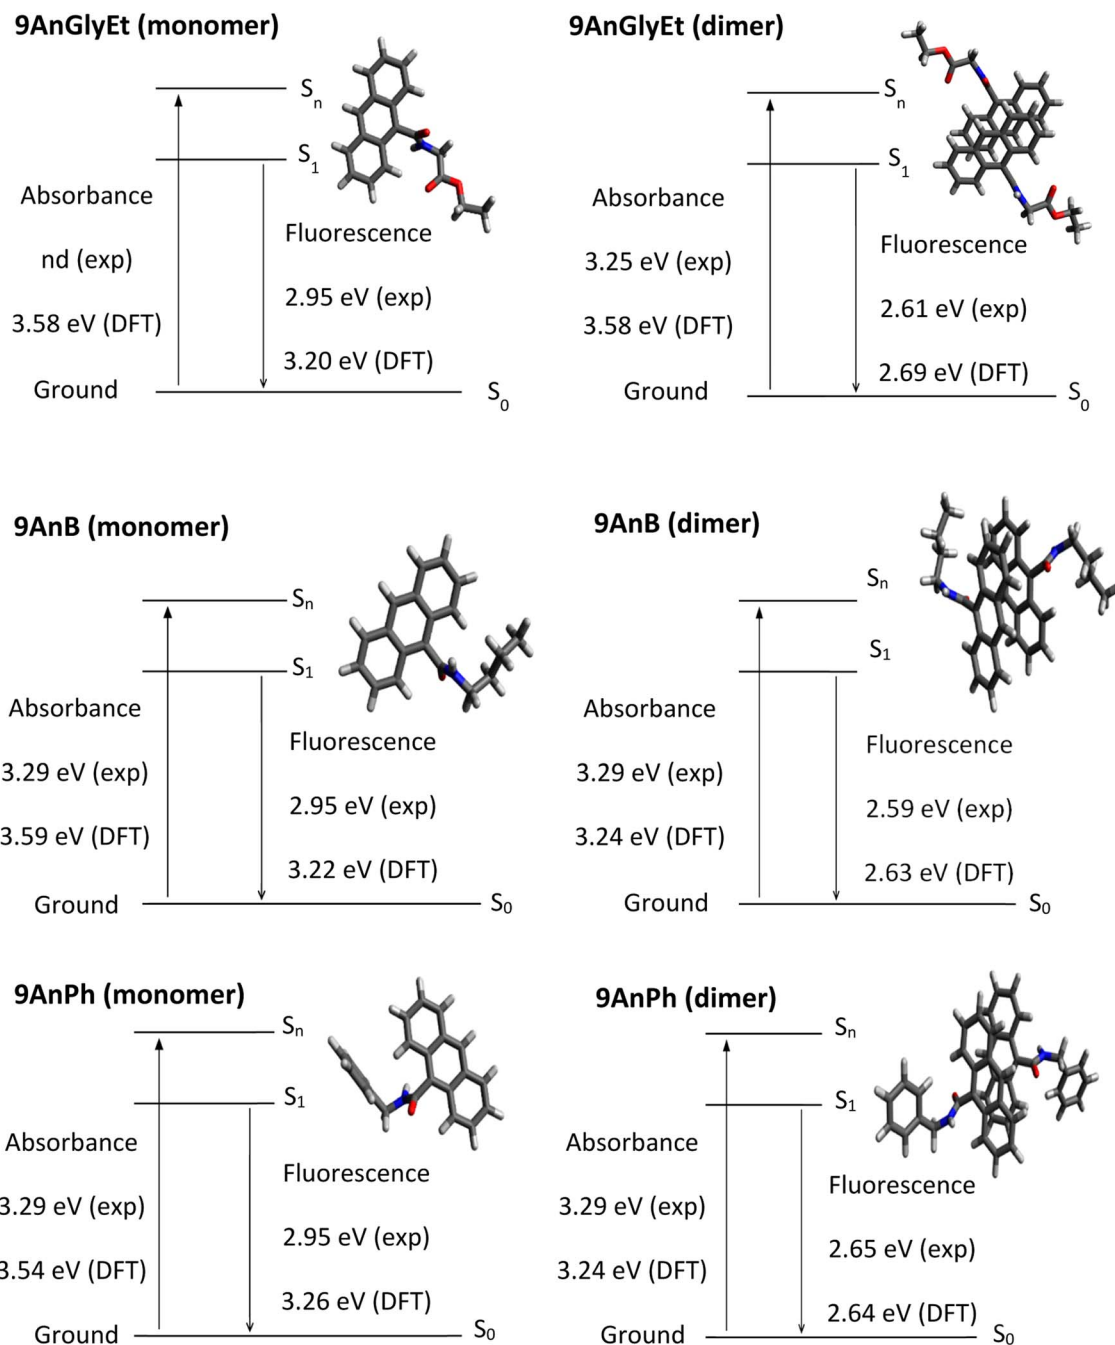 9AnGlyEt (monomer)
Sn
S1
Absorbance
nd (exp)
3.58 eV (DFT)
Fluorescence
2.95 eV (exp)
3.20 eV (DFT)
Ground
S0
9AnGlyEt (dimer)
Sn
S1
Absorbance
3.25 eV (exp)
3.58 eV (DFT)
Fluorescence
2.61 eV (exp)
2.69 eV (DFT)
Ground
S0
9AnB (monomer)
Sn
S1
Absorbance
3.29 eV (exp)
3.59 eV (DFT)
Fluorescence
2.95 eV (exp)
3.22 eV (DFT)
Ground
S0
9AnB (dimer)
Sn
S1
Absorbance
3.29 eV (exp)
3.24 eV (DFT)
Fluorescence
2.59 eV (exp)
2.63 eV (DFT)
Ground
S0
9AnPh (monomer)
Sn
S1
Absorbance
3.29 eV (exp)
3.54 eV (DFT)
Fluorescence
2.95 eV (exp)
3.26 eV (DFT)
Ground
S0
9AnPh (dimer)
Sn
S1
Absorbance
3.29 eV (exp)
3.24 eV (DFT)
Fluorescence
2.65 eV (exp)
2.64 eV (DFT)
Ground
S0